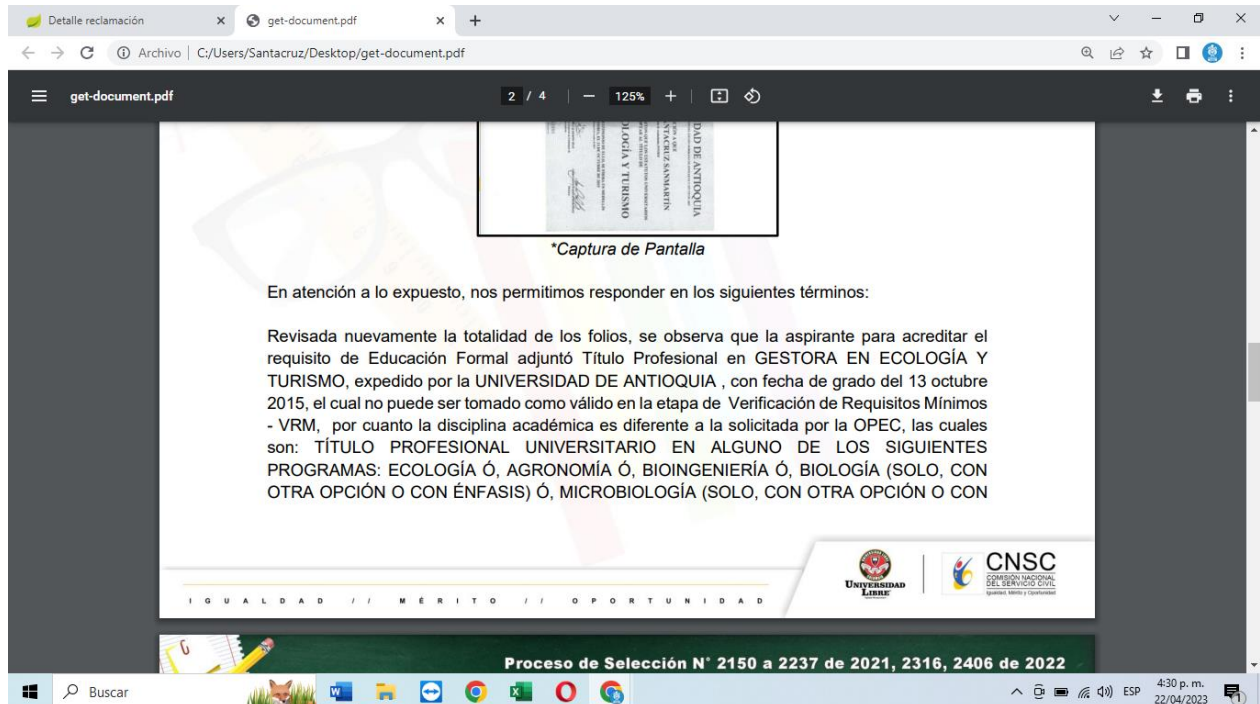 Detalle reclamación
get-document.pdf
Archivo | C:/Users/Santacruz/Desktop/get-document.pdf
get-document.pdf
2 / 4
125%
DAD DE ANTIOQUIA
NTACRUZ SANMARTÍN
OLOGÍA Y TURISMO
*Captura de Pantalla
En atención a lo expuesto, nos permitimos responder en los siguientes términos:
Revisada nuevamente la totalidad de los folios, se observa que la aspirante para acreditar el
requisito de Educación Formal adjuntó Título Profesional en GESTORA EN ECOLOGÍA Y
TURISMO, expedido por la UNIVERSIDAD DE ANTIOQUIA , con fecha de grado del 13 octubre
2015, el cual no puede ser tomado como válido en la etapa de Verificación de Requisitos Mínimos
- VRM, por cuanto la disciplina académica es diferente a la solicitada por la OPEC, las cuales
son: TÍTULO PROFESIONAL UNIVERSITARIO EN ALGUNO DE LOS SIGUIENTES
PROGRAMAS: ECOLOGÍA Ó, AGRONOMÍA Ó, BIOINGENIERÍA Ó, BIOLOGÍA (SOLO, CON
OTRA OPCIÓN O CON ÉNFASIS) Ó, MICROBIOLOGÍA (SOLO, CON OTRA OPCIÓN O CON
IGUALDAD // MÉRITO // OPORTUNIDAD
UNIVERSIDAD
LIBRE
CNSC
COMISIÓN NACIONAL
DEL SERVICIO CIVIL
Igualdad, Mérito y Oportunidad
Proceso de Selección N° 2150 a 2237 de 2021, 2316, 2406 de 2022
Buscar
ESP
4:30 p. m.
22/04/2023